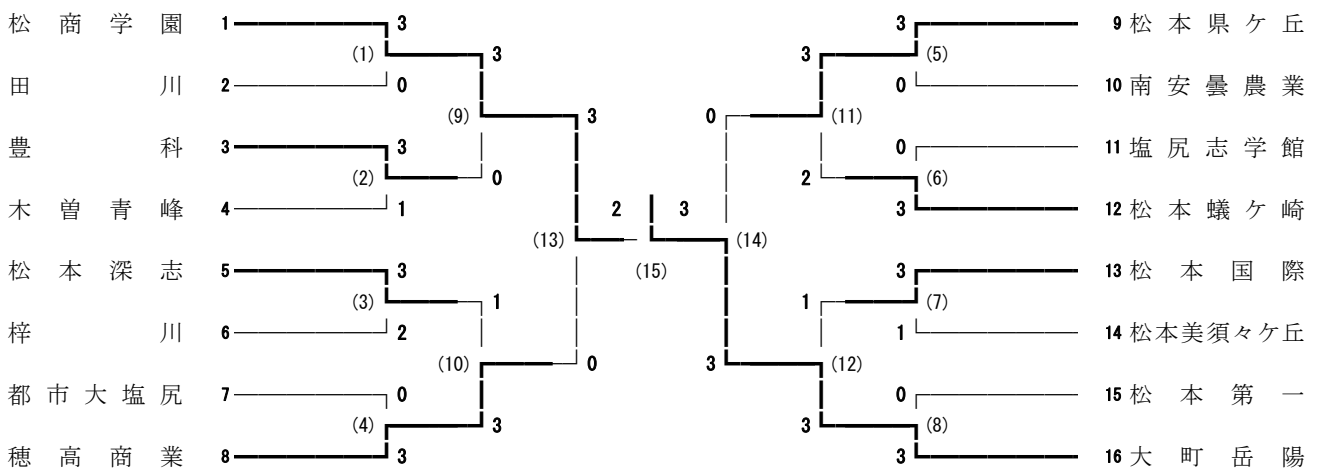 松商学園 1 3 3 9 松本県ケ丘
(1) 3 3 (5)
田川 2 0 0 10 南安曇農業
(9) 3 0 (11)
豊科 3 3 0 11 塩尻志学館
(2) 0 2 (6)
木曽青峰 4 1 3 12 松本蟻ケ崎
2 3
(13) (14)
松本深志 5 3 (15) 3 13 松本国際
(3) 1 1 (7)
梓川 6 2 1 14 松本美須々ケ丘
(10) 0 3 (12)
都市大塩尻 7 0 0 15 松本第一
(4) 3 3 (8)
穂高商業 8 3 3 16 大町岳陽